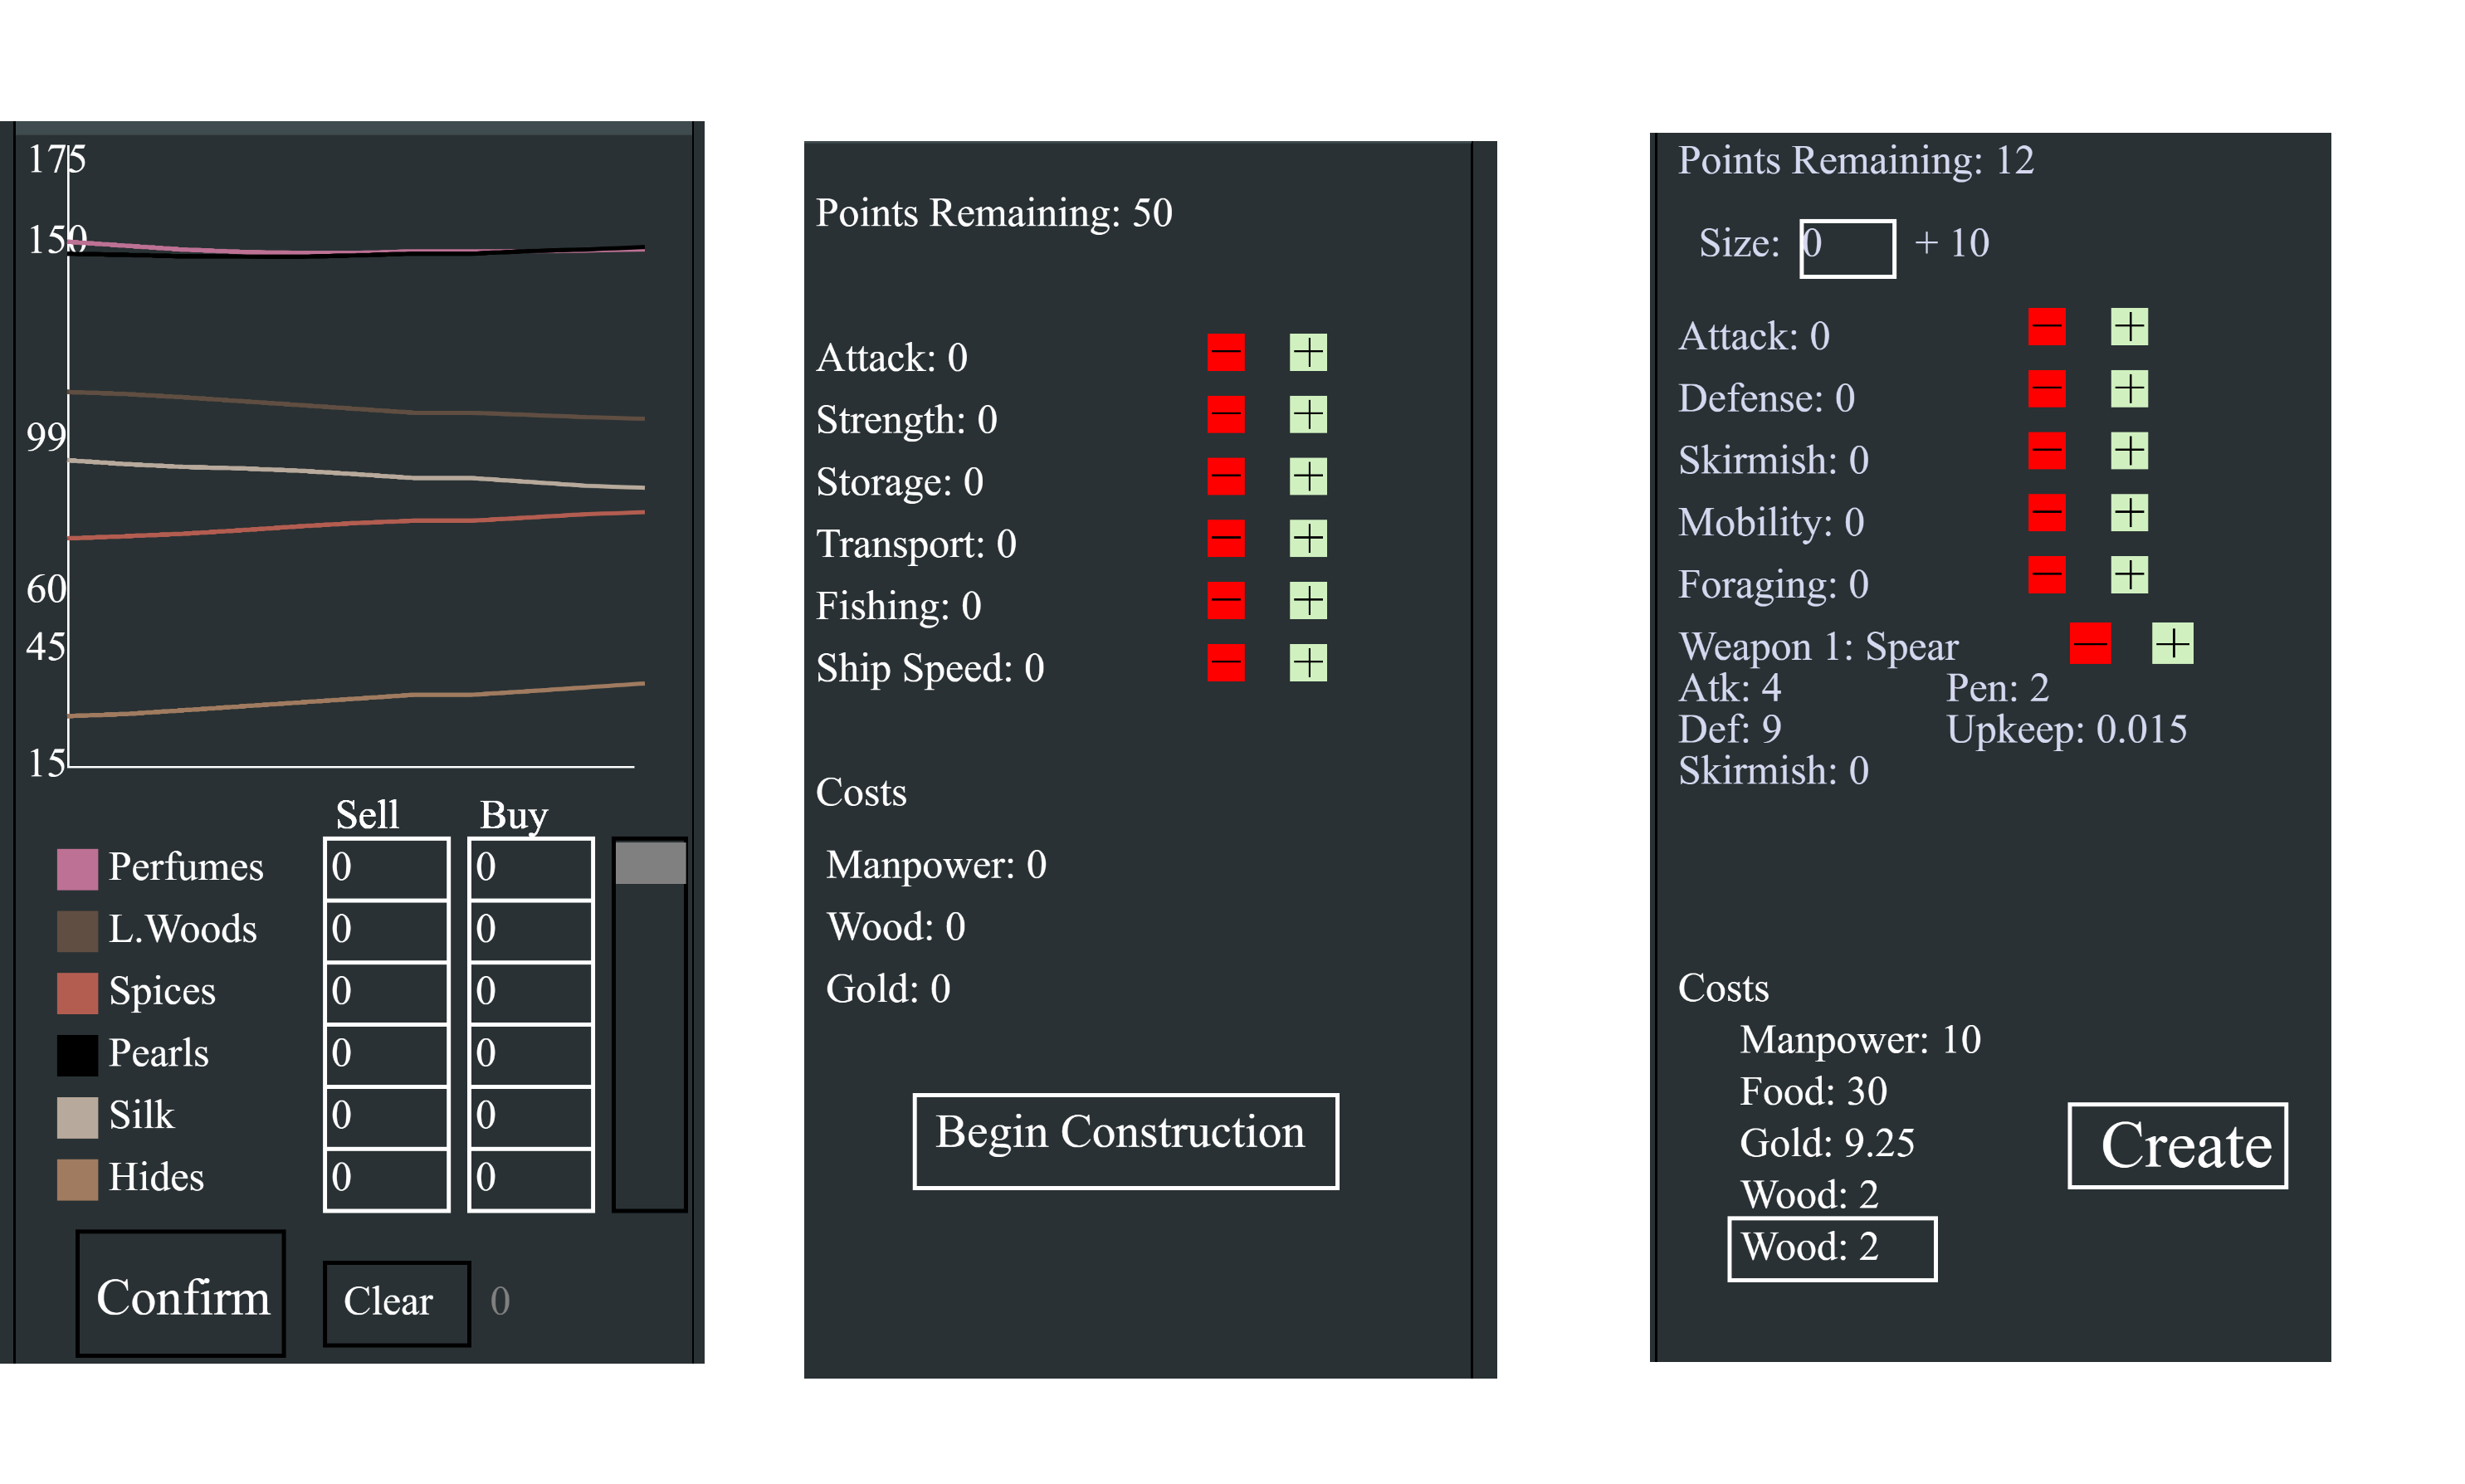 175
150
99
60
45
15
Sell Buy
Perfumes 0 0
L.Woods 0 0
Spices 0 0
Pearls 0 0
Silk 0 0
Hides 0 0
Confirm Clear 0
Points Remaining: 50
Attack: 0 − +
Strength: 0 − +
Storage: 0 − +
Transport: 0 − +
Fishing: 0 − +
Ship Speed: 0 − +
Costs
Manpower: 0
Wood: 0
Gold: 0
Begin Construction
Points Remaining: 12
Size: 0 + 10
Attack: 0 − +
Defense: 0 − +
Skirmish: 0 − +
Mobility: 0 − +
Foraging: 0 − +
Weapon 1: Spear − +
Atk: 4 Pen: 2
Def: 9 Upkeep: 0.015
Skirmish: 0
Costs
Manpower: 10
Food: 30
Gold: 9.25
Wood: 2
Wood: 2
Create